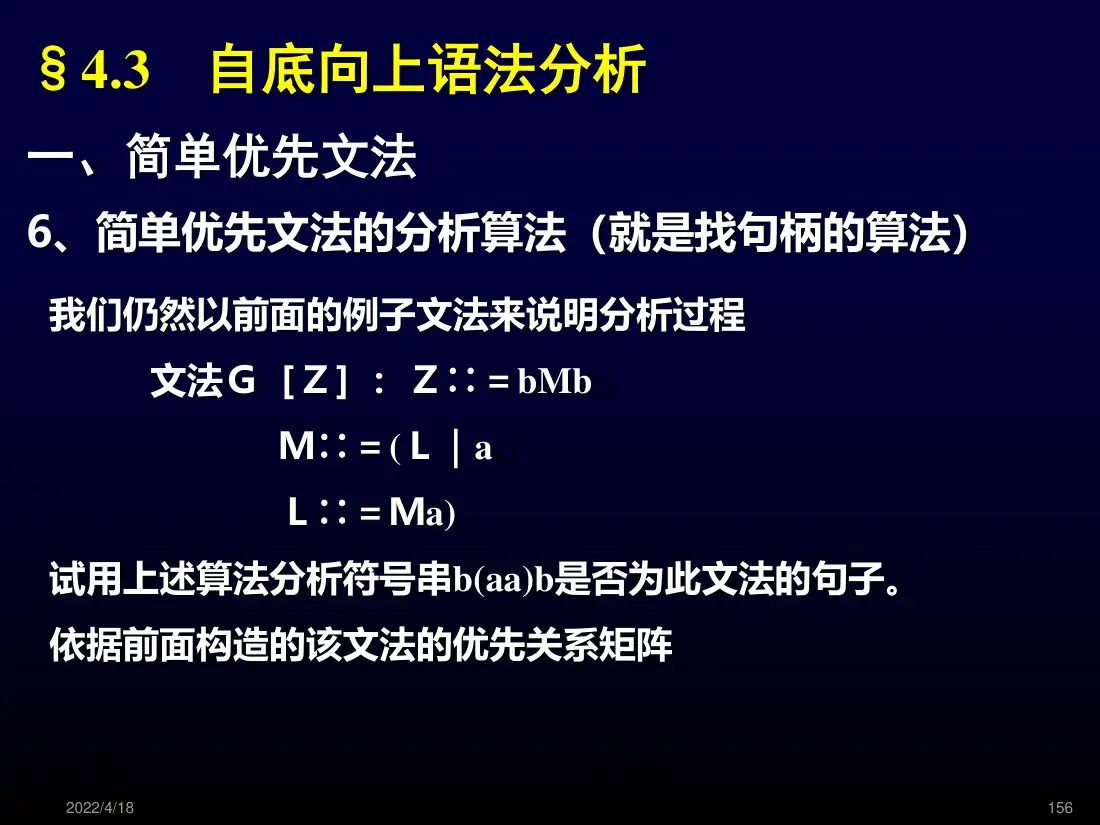 §4.3 自底向上语法分析
一、简单优先文法
6、简单优先文法的分析算法（就是找句柄的算法）
我们仍然以前面的例子文法来说明分析过程
文法G［Z］： Z∷＝bMb
M∷＝( L ｜a
L ∷＝Ma)
试用上述算法分析符号串b(aa)b是否为此文法的句子。
依据前面构造的该文法的优先关系矩阵
2022/4/18
156